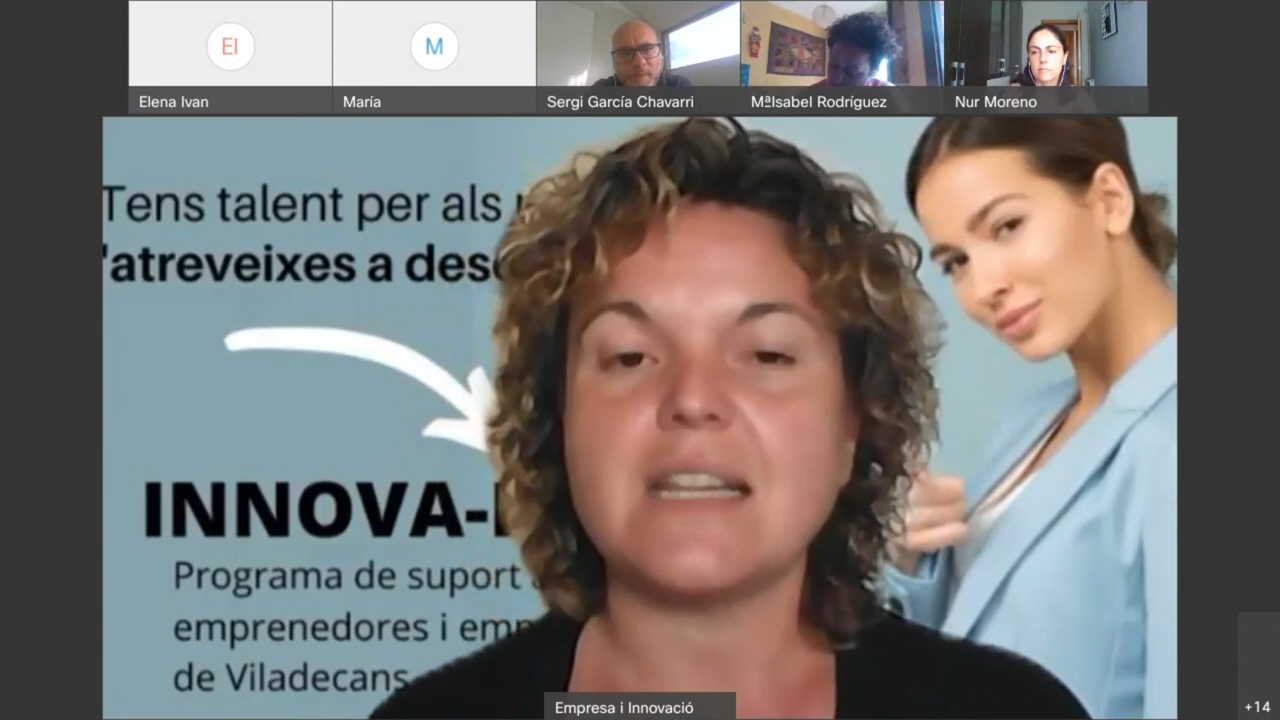 EI
M
Elena Ivan
María
Sergi García Chavarri
MªIsabel Rodríguez
Nur Moreno
Tens talent per als
'atreveixes a des
INNOVA-
Programa de suport
emprenedores i em
de Viladecans
Empresa i Innovació
+14